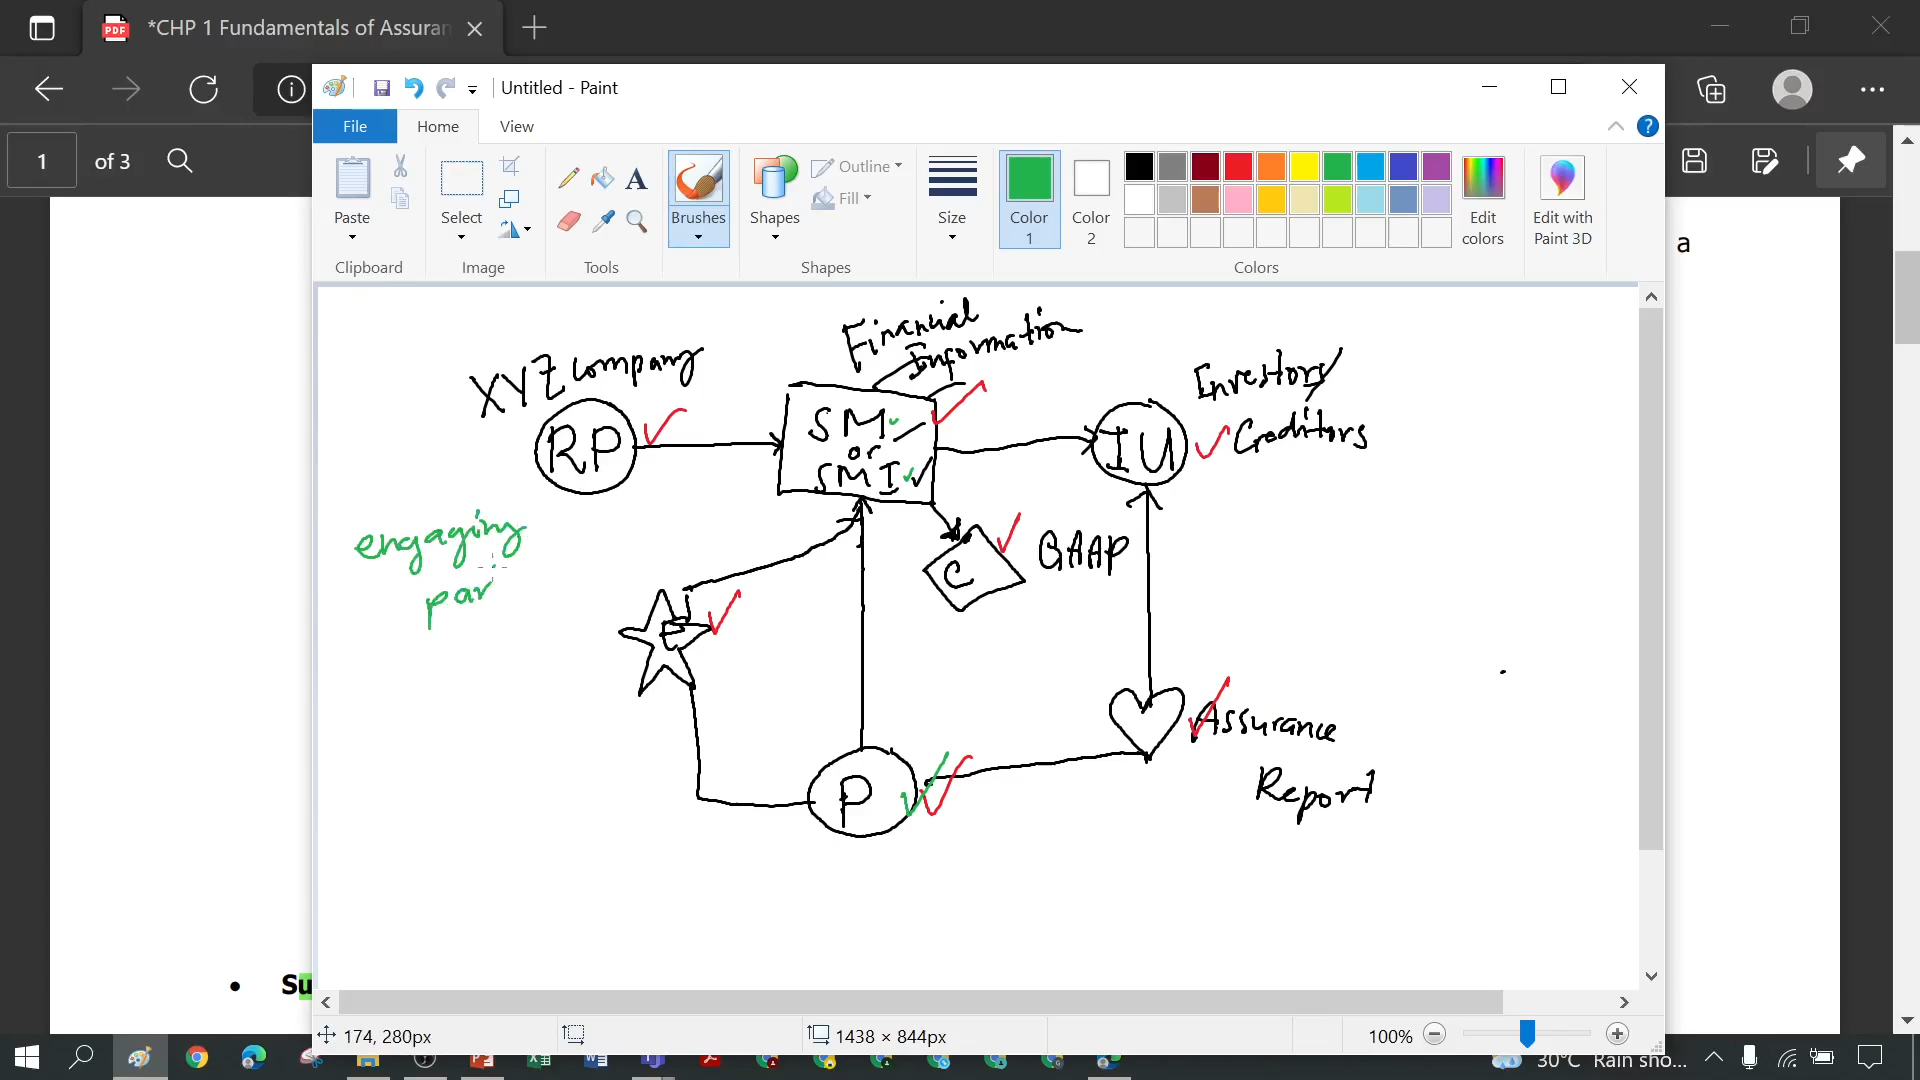 *CHP 1 Fundamentals of Assuran
1 of 3
Untitled - Paint
File Home View
Paste
Select
Brushes
Shapes
Outline
Fill
Size
Color 1
Color 2
Edit colors
Edit with Paint 3D
Clipboard
Image
Tools
Shapes
Colors
a
Financial
Information
XYZ company
Investors/
Creditors
RP
SM
or
SMI
IU
engaging
par
C
GAAP
E
Assurance
Report
P
• Su
174, 280px
1438 × 844px
100%
30°C Rain sho...